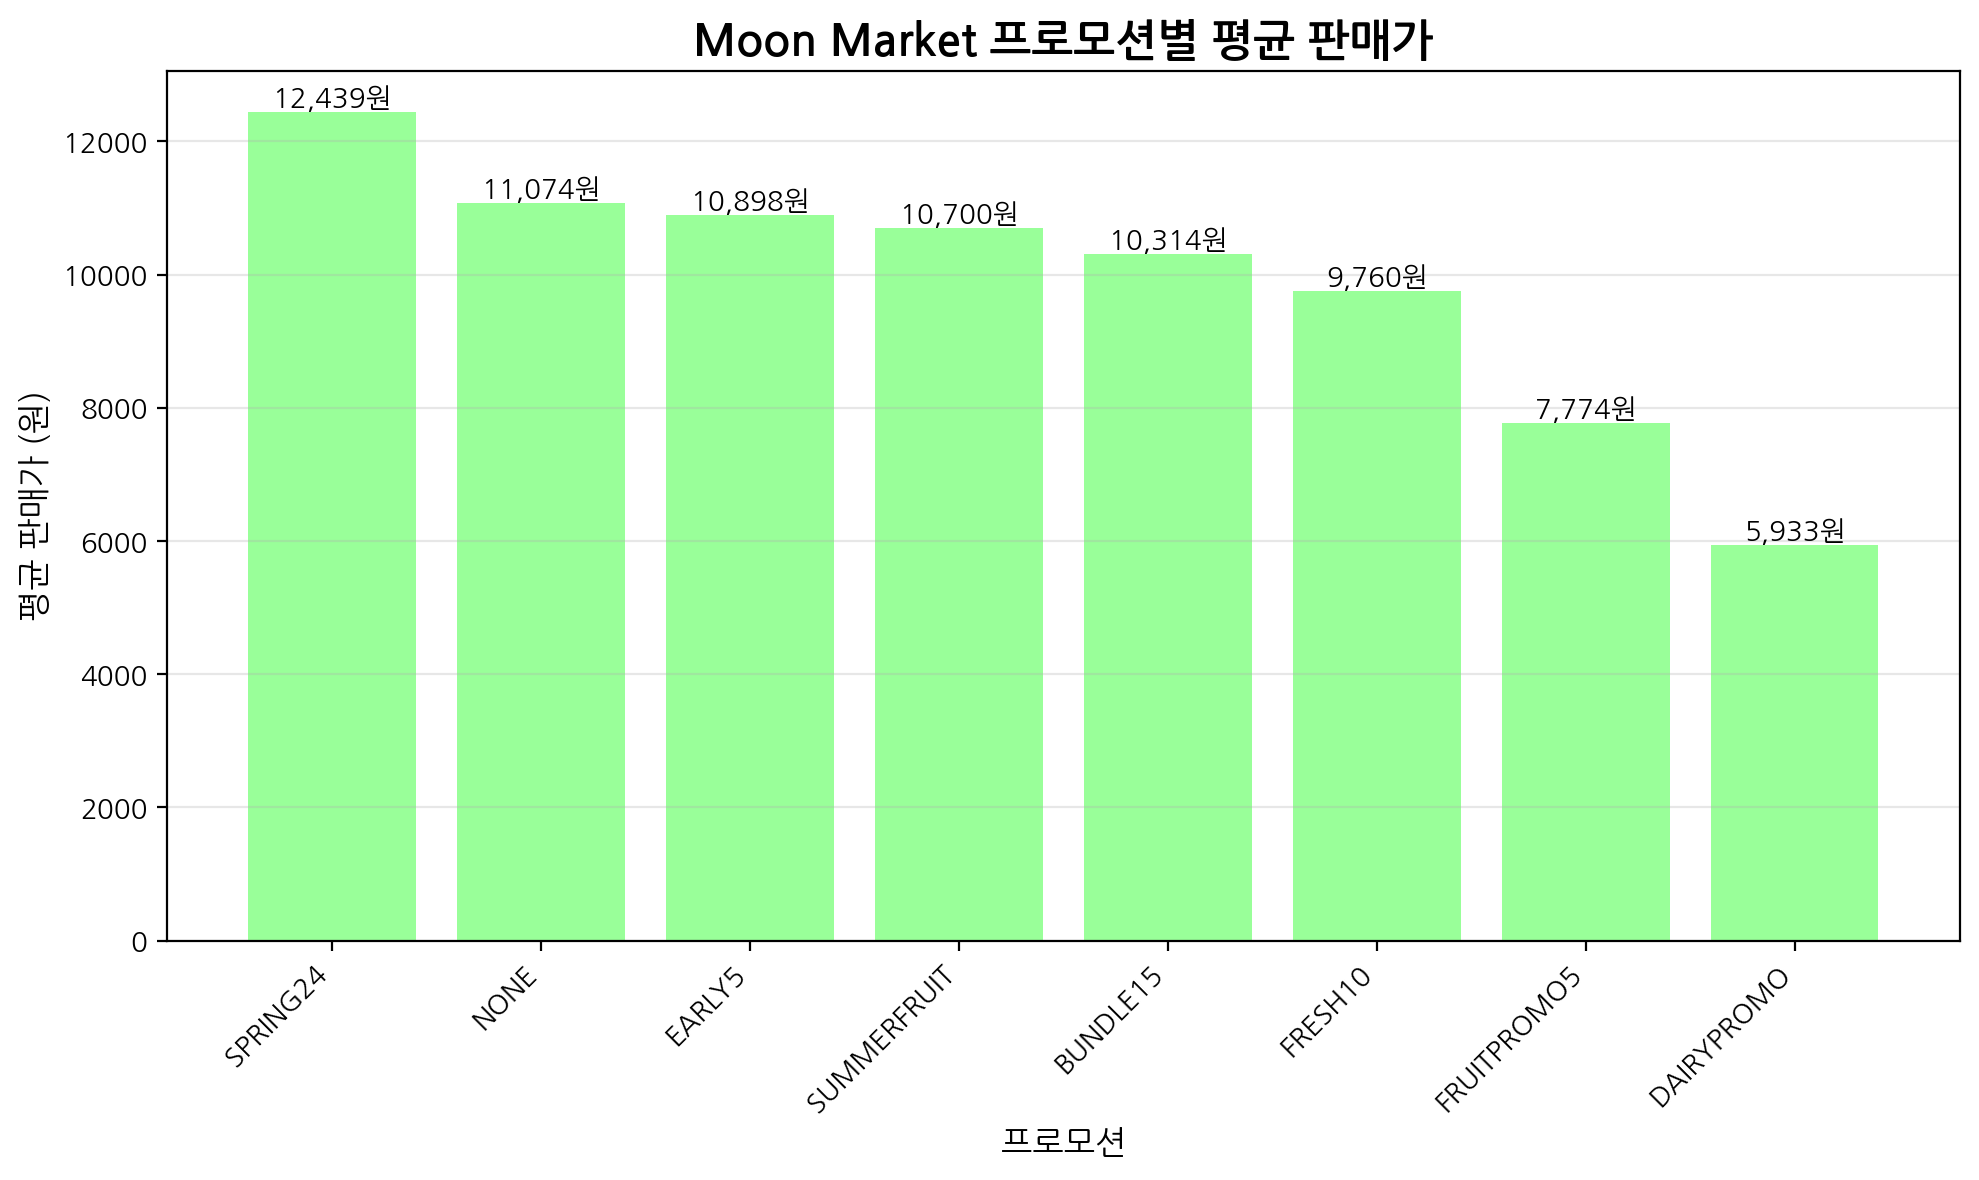 Moon Market 프로모션별 평균 판매가
평균 판매가 (원)
12000
10000
8000
6000
4000
2000
0
12,439원
11,074원
10,898원
10,700원
10,314원
9,760원
7,774원
5,933원
SPRING24
NONE
EARLY5
SUMMERFRUIT
BUNDLE15
FRESH10
FRUITPROMO5
DAIRYPROMO
프로모션